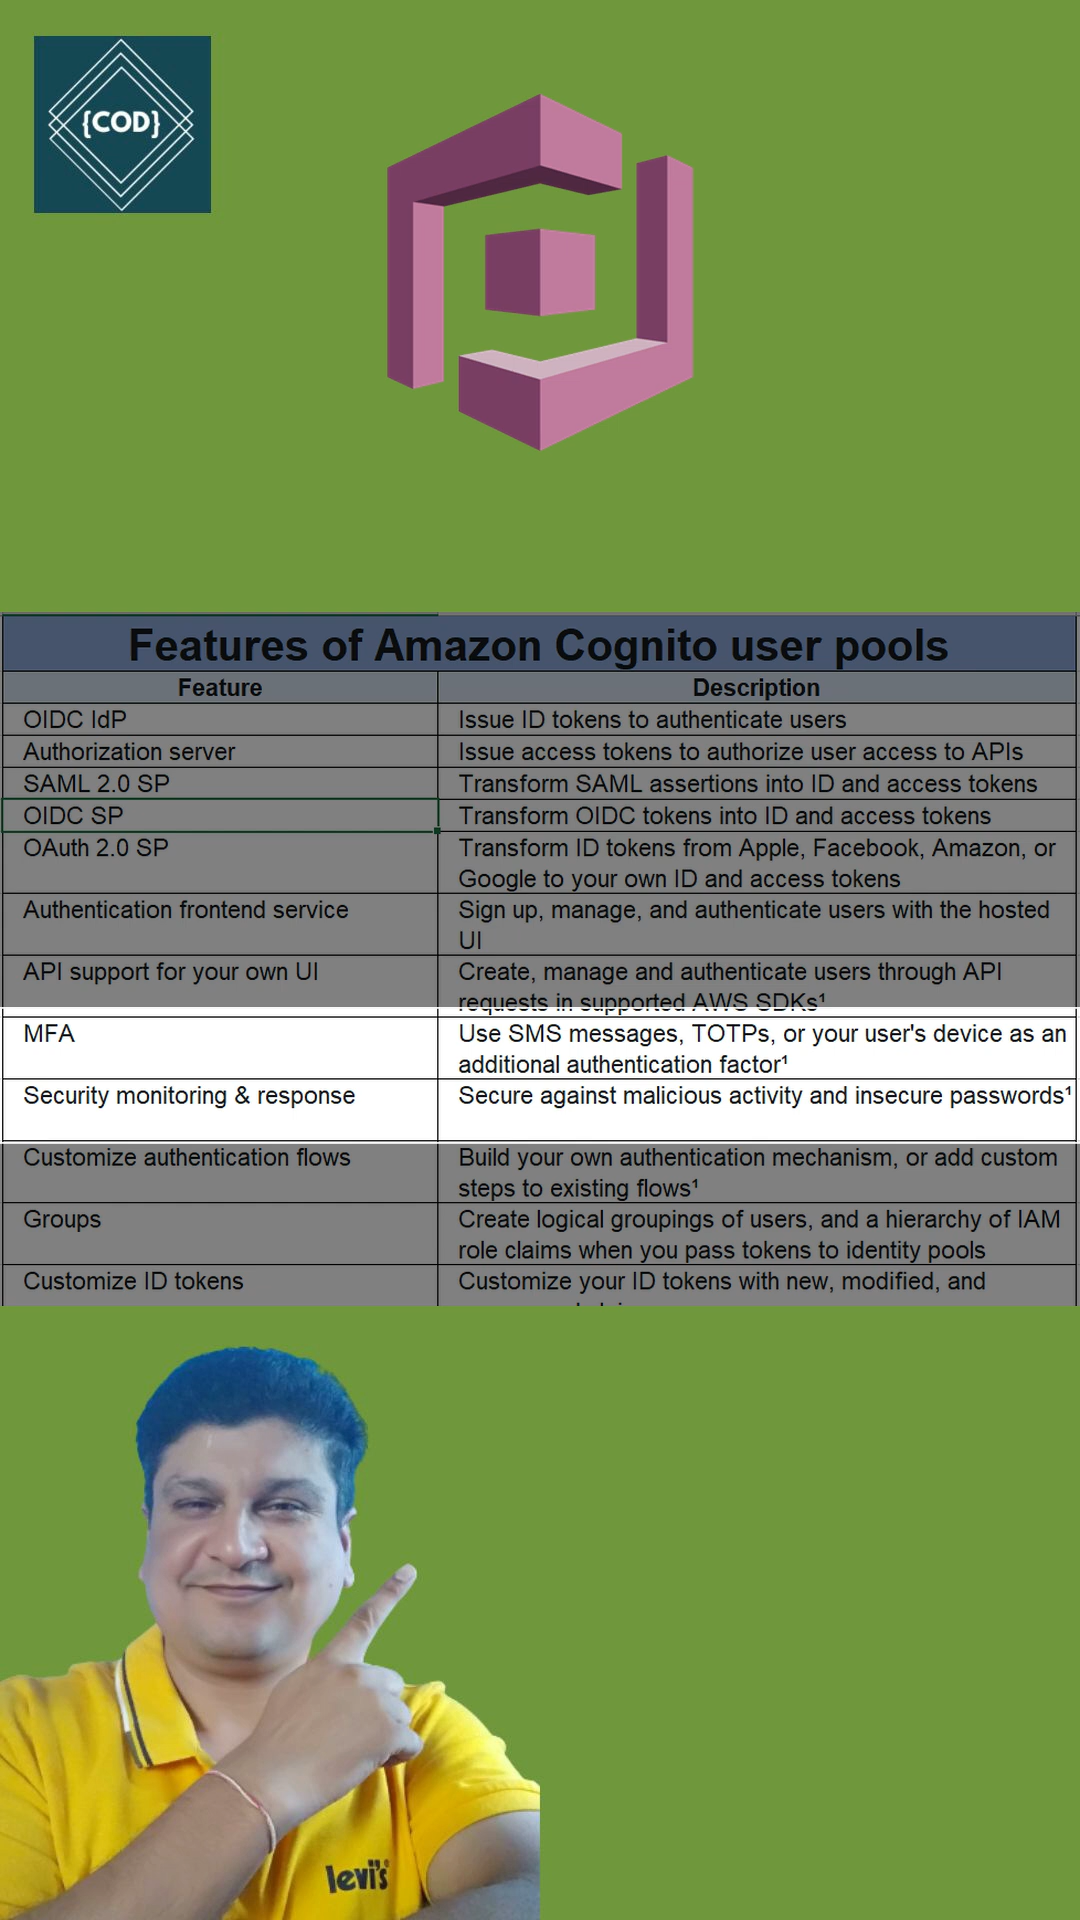 {COD}
Features of Amazon Cognito user pools
Feature Description
OIDC IdP Issue ID tokens to authenticate users
Authorization server Issue access tokens to authorize user access to APIs
SAML 2.0 SP Transform SAML assertions into ID and access tokens
OIDC SP Transform OIDC tokens into ID and access tokens
OAuth 2.0 SP Transform ID tokens from Apple, Facebook, Amazon, or
Google to your own ID and access tokens
Authentication frontend service Sign up, manage, and authenticate users with the hosted
UI
API support for your own UI Create, manage and authenticate users through API
requests in supported AWS SDKs¹
MFA Use SMS messages, TOTPs, or your user's device as an
additional authentication factor¹
Security monitoring & response Secure against malicious activity and insecure passwords¹
Customize authentication flows Build your own authentication mechanism, or add custom
steps to existing flows¹
Groups Create logical groupings of users, and a hierarchy of IAM
role claims when you pass tokens to identity pools
Customize ID tokens Customize your ID tokens with new, modified, and
levi's